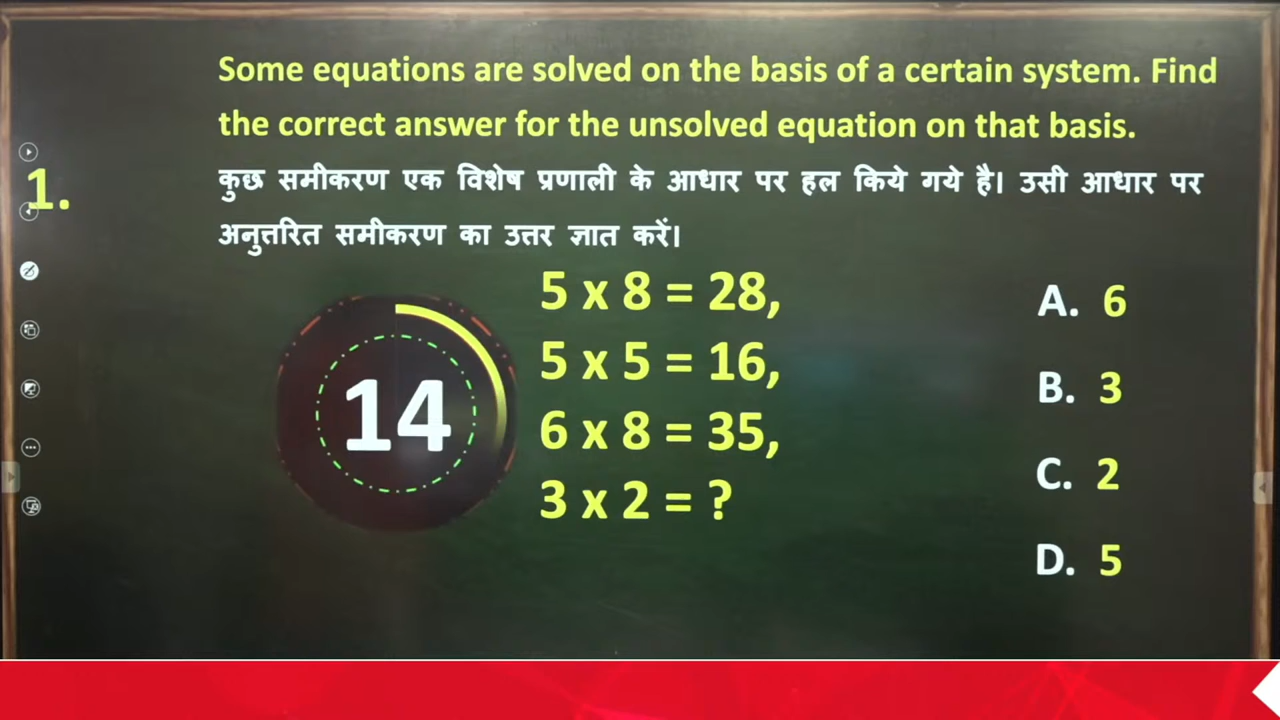 Some equations are solved on the basis of a certain system. Find
the correct answer for the unsolved equation on that basis.
1.
कुछ समीकरण एक विशेष प्रणाली के आधार पर हल किये गये है। उसी आधार पर
अनुत्तरित समीकरण का उत्तर ज्ञात करें।
5 x 8 = 28,
5 x 5 = 16,
6 x 8 = 35,
3 x 2 = ?
14
A. 6
B. 3
C. 2
D. 5